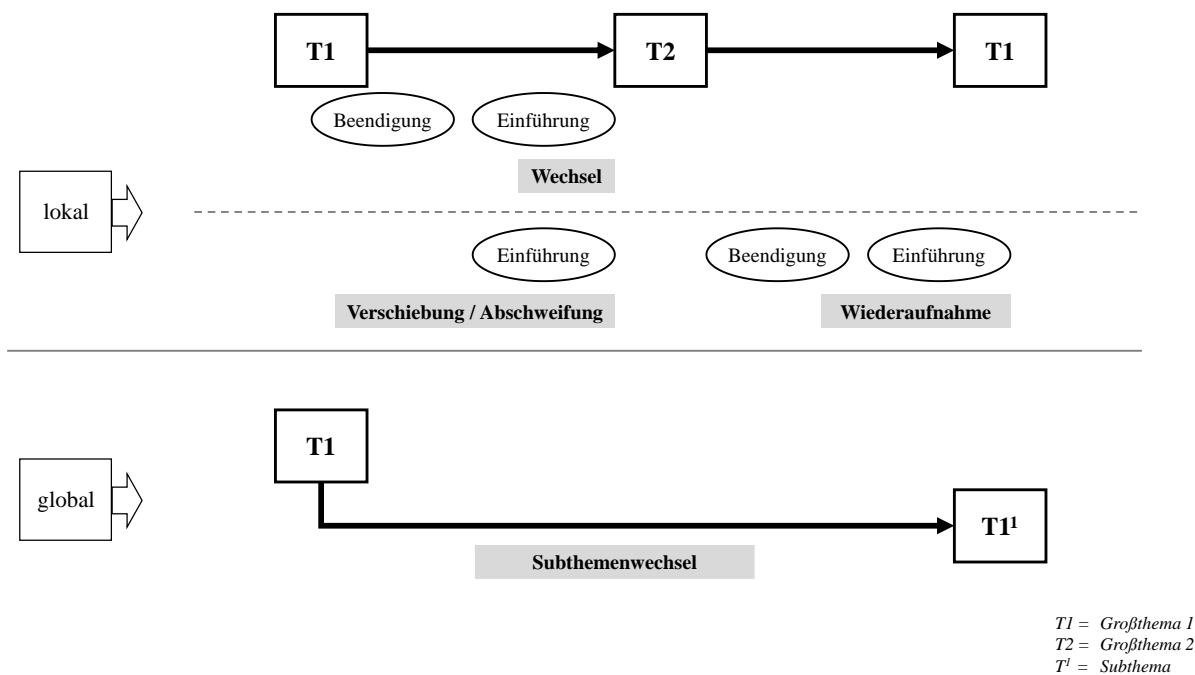 T1 T2 T1
Beendigung Einführung
Wechsel
lokal
Einführung Beendigung Einführung
Verschiebung / Abschweifung Wiederaufnahme
T1
global
T1¹
Subthemenwechsel
T1 = Großthema 1
T2 = Großthema 2
T¹ = Subthema